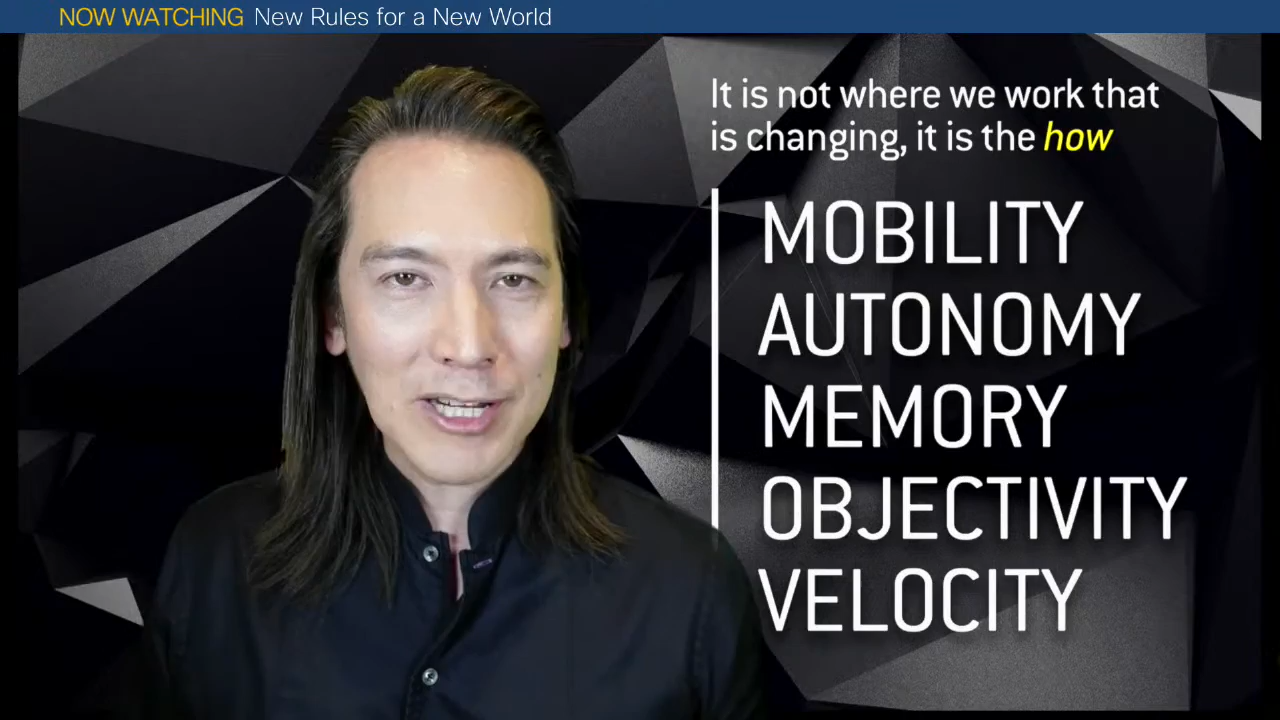 NOW WATCHING New Rules for a New World
It is not where we work that
is changing, it is the how
MOBILITY
AUTONOMY
MEMORY
OBJECTIVITY
VELOCITY